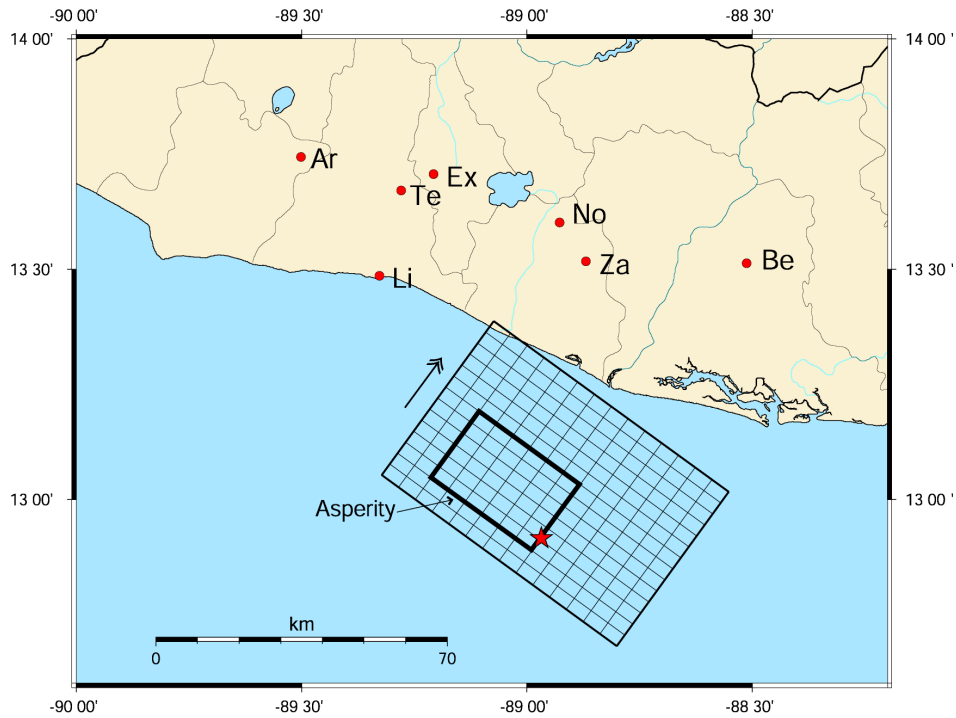 -90 00' -89 30' -89 00' -88 30'
14 00' 14 00'
Ar
Ex
Te
No
Za
Be
13 30' 13 30'
Li
13 00' 13 00'
Asperity
km
0 70
-90 00' -89 30' -89 00' -88 30'